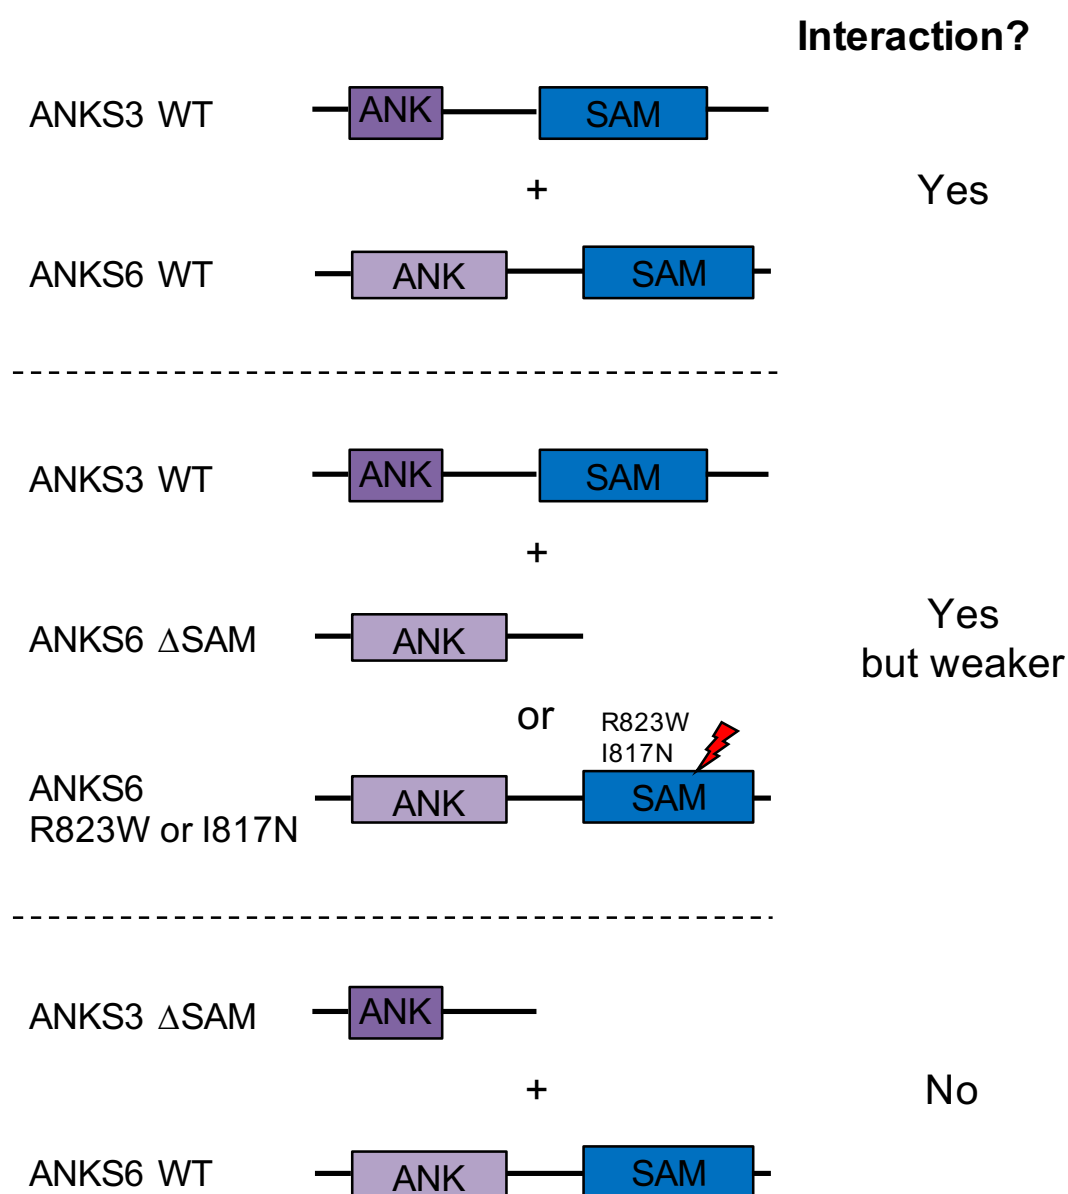 Interaction?
ANKS3 WT ANK SAM
+ Yes
ANKS6 WT ANK SAM
ANKS3 WT ANK SAM
+
ANKS6 ΔSAM ANK
Yes
but weaker
or
R823W
I817N
ANKS6
R823W or I817N
ANK SAM
ANKS3 ΔSAM ANK
+ No
ANKS6 WT ANK SAM